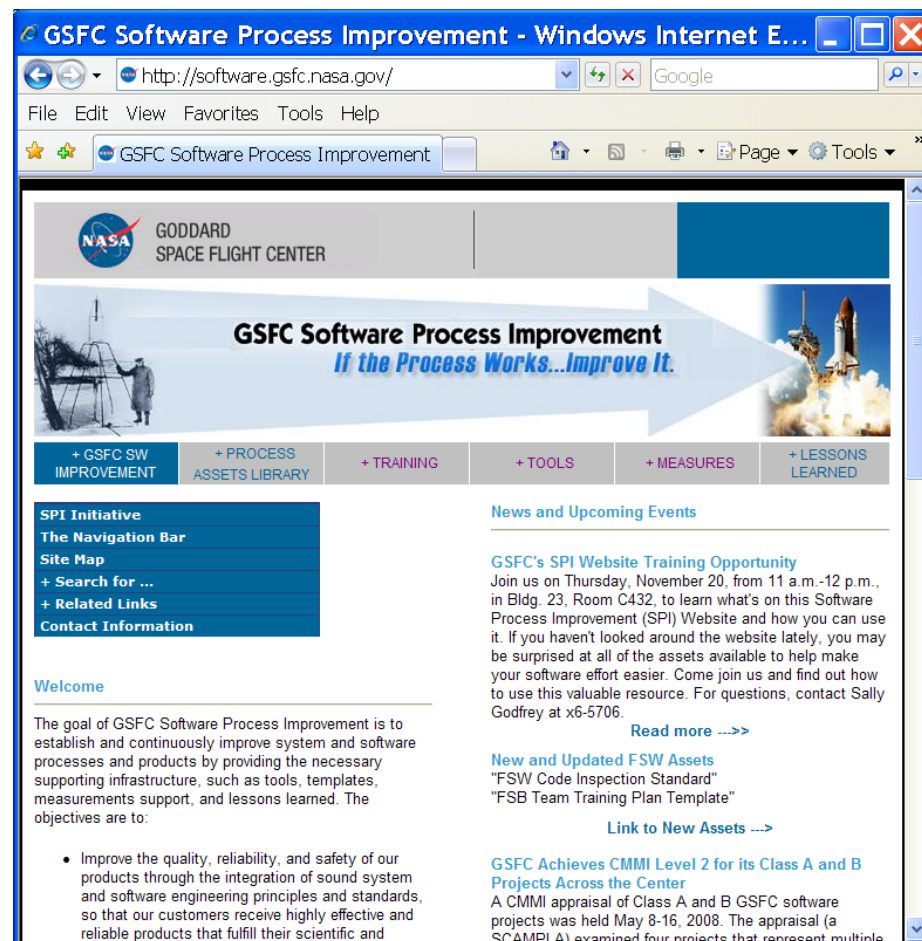 GSFC Software Process Improvement - Windows Internet E...
http://software.gsfc.nasa.gov/
Google
File Edit View Favorites Tools Help
GSFC Software Process Improvement
Page Tools »
NASA
GODDARD
SPACE FLIGHT CENTER
GSFC Software Process Improvement
If the Process Works...Improve It.
+ GSFC SW
IMPROVEMENT
+ PROCESS
ASSETS LIBRARY
+ TRAINING
+ TOOLS
+ MEASURES
+ LESSONS
LEARNED
SPI Initiative
The Navigation Bar
Site Map
+ Search for ...
+ Related Links
Contact Information
Welcome
The goal of GSFC Software Process Improvement is to
establish and continuously improve system and software
processes and products by providing the necessary
supporting infrastructure, such as tools, templates,
measurements support, and lessons learned. The
objectives are to:
• Improve the quality, reliability, and safety of our
products through the integration of sound system
and software engineering principles and standards,
so that our customers receive highly effective and
reliable products that fulfill their scientific and
News and Upcoming Events
GSFC's SPI Website Training Opportunity
Join us on Thursday, November 20, from 11 a.m.-12 p.m.,
in Bldg. 23, Room C432, to learn what's on this Software
Process Improvement (SPI) Website and how you can use
it. If you haven't looked around the website lately, you may
be surprised at all of the assets available to help make
your software effort easier. Come join us and find out how
to use this valuable resource. For questions, contact Sally
Godfrey at x6-5706.
Read more --->>
New and Updated FSW Assets
"FSW Code Inspection Standard"
"FSB Team Training Plan Template"
Link to New Assets --->
GSFC Achieves CMMI Level 2 for its Class A and B
Projects Across the Center
A CMMI appraisal of Class A and B GSFC software
projects was held May 8-16, 2008. The appraisal (a
SCAMPI A) examined four projects that represent multiple